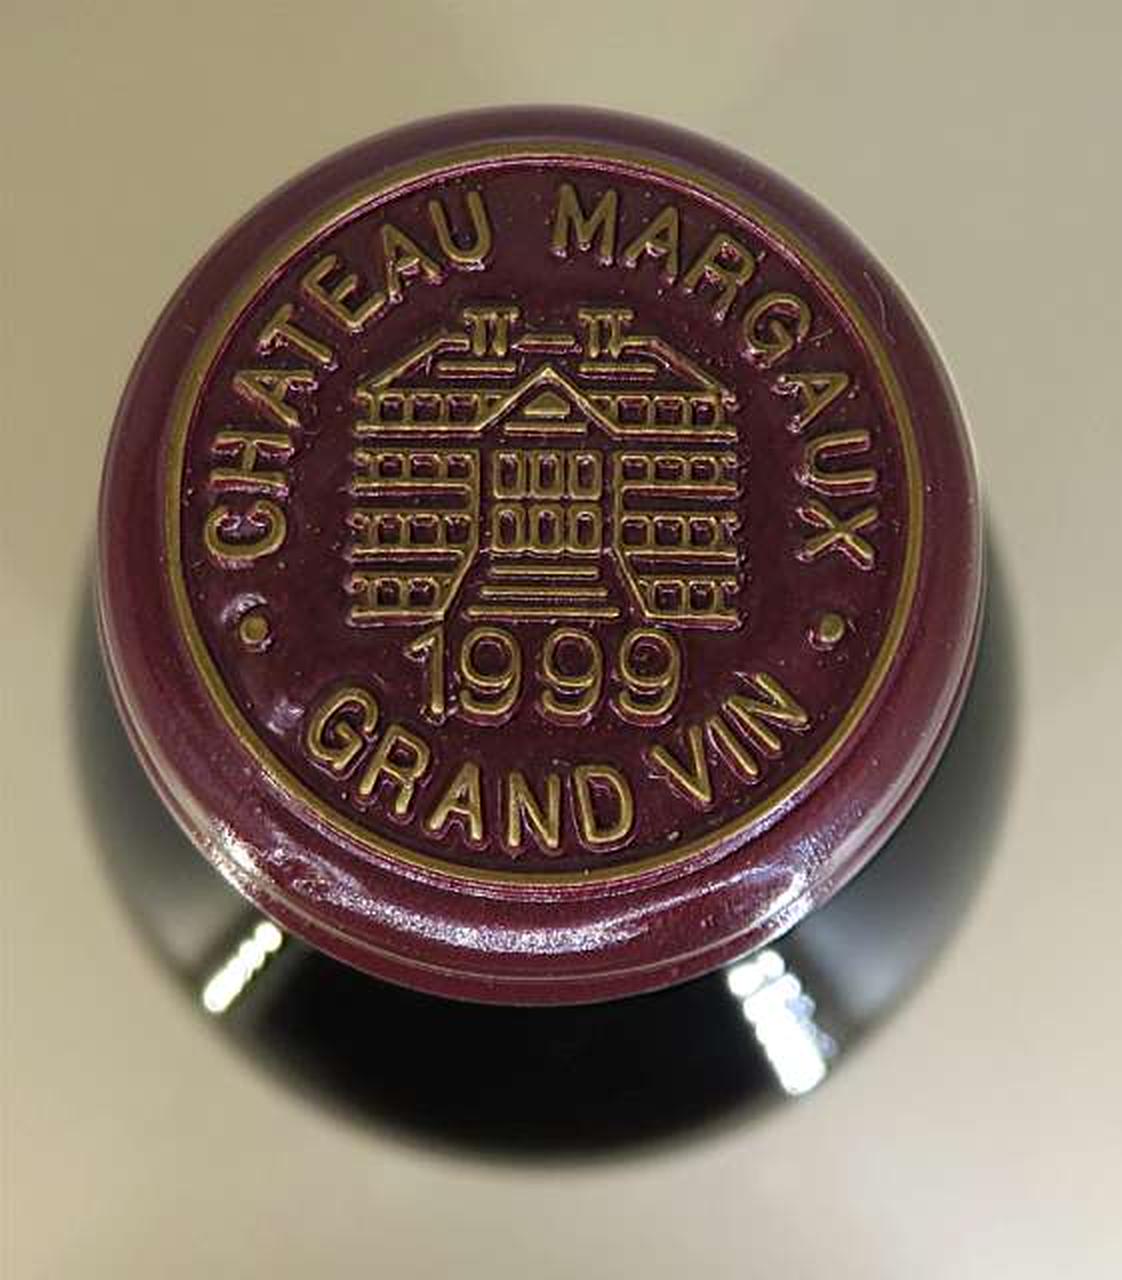 CHATEAU MARGAUX
1999
GRAND VIN